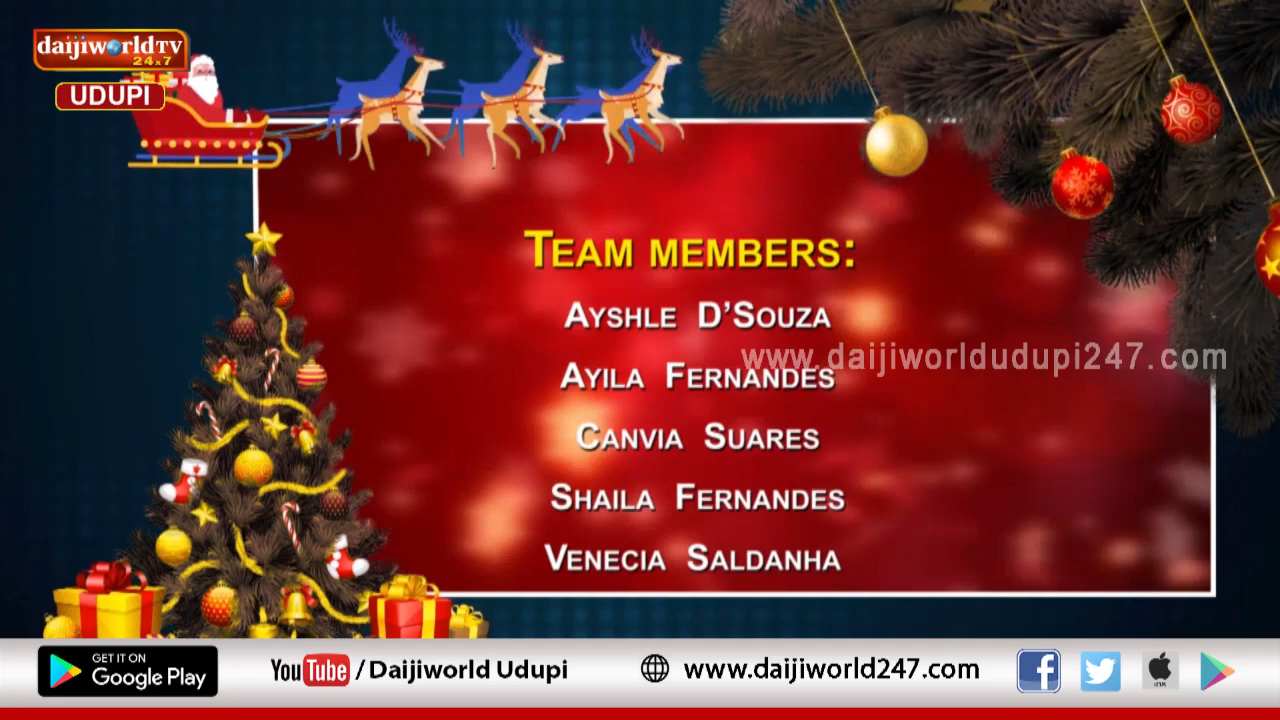 daijiworldTV
24x7
UDUPI
TEAM MEMBERS:
AYSHLE D'SOUZA
AYILA FERNANDES
CANVIA SUARES
SHAILA FERNANDES
VENECIA SALDANHA
www.daijiworldudupi247.com
GET IT ON
Google Play
YouTube /Daijiworld Udupi
www.daijiworld247.com